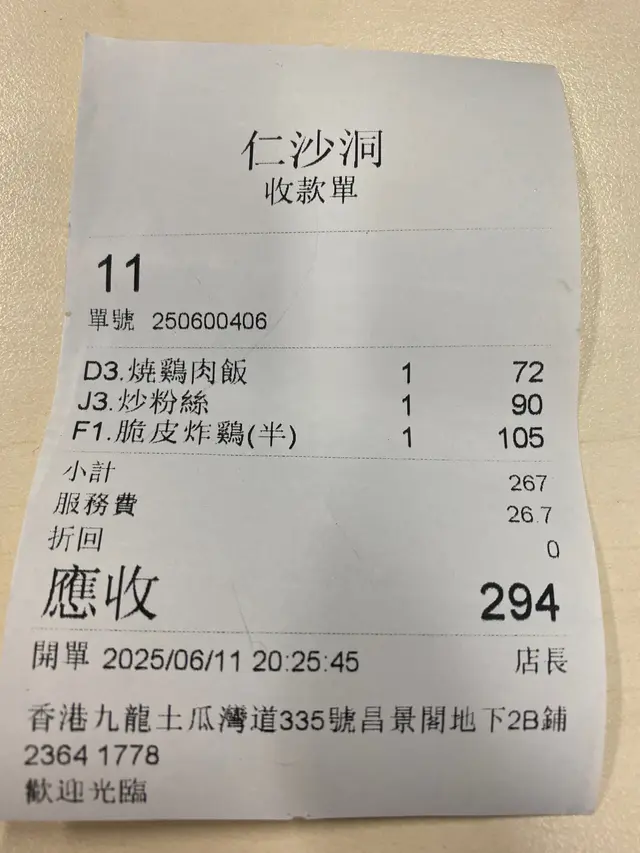 仁沙洞
收款單
11
單號 250600406
D3.燒鷄肉飯 1 72
J3.炒粉絲 1 90
F1.脆皮炸鷄(半) 1 105
小計 267
服務費 26.7
折回 0
應收 294
開單 2025/06/11 20:25:45 店長
香港九龍土瓜灣道335號昌景閣地下2B鋪
2364 1778
歡迎光臨